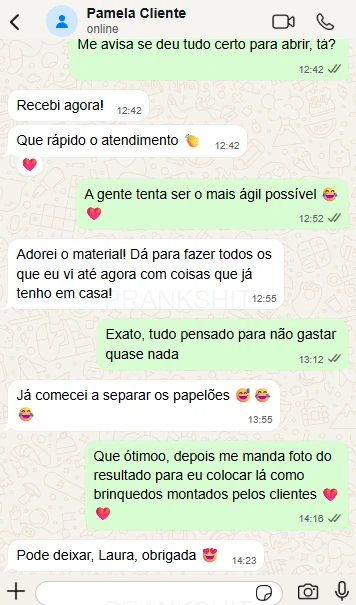 Pamela Cliente
online
Me avisa se deu tudo certo para abrir, tá?
12:42
Recebi agora! 12:42
Que rápido o atendimento 👏 12:42
❤️
A gente tenta ser o mais ágil possível 😂
❤️ 12:52
Adorei o material! Dá para fazer todos os
que eu vi até agora com coisas que já
tenho em casa!
PRANKSHIT
12:55
Exato, tudo pensado para não gastar
quase nada 13:12
Já comecei a separar os papelões 😅 😂
😂 13:55
Que ótimoo, depois me manda foto do
resultado para eu colocar lá como
brinquedos montados pelos clientes ❤️
❤️ 14:16
Pode deixar, Laura, obrigada 😍 14:23
PRANKSHIT